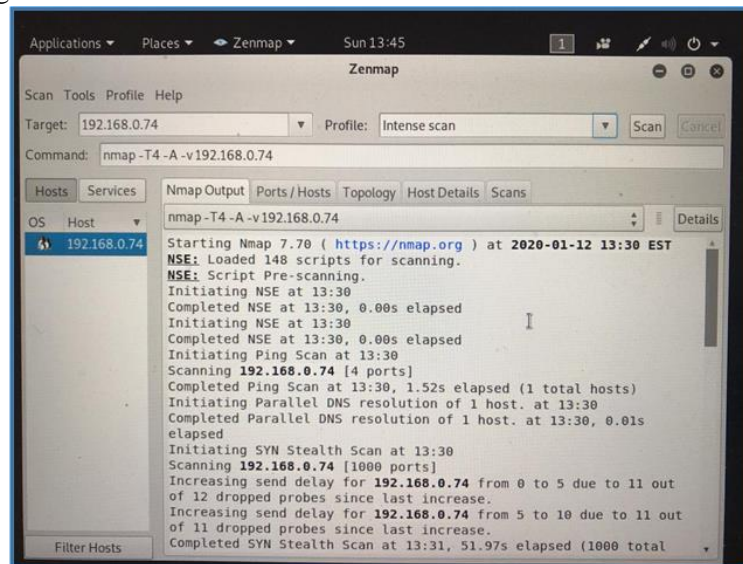 Applications Places Zenmap Sun 13:45 1
Zenmap
Scan Tools Profile Help
Target: 192.168.0.74 Profile: Intense scan Scan Cancel
Command: nmap -T4 -A -v 192.168.0.74
Hosts Services Nmap Output Ports / Hosts Topology Host Details Scans
OS Host nmap -T4 -A -v 192.168.0.74 Details
192.168.0.74
Starting Nmap 7.70 ( https://nmap.org ) at 2020-01-12 13:30 EST
NSE: Loaded 148 scripts for scanning.
NSE: Script Pre-scanning.
Initiating NSE at 13:30
Completed NSE at 13:30, 0.00s elapsed
Initiating NSE at 13:30
Completed NSE at 13:30, 0.00s elapsed
Initiating Ping Scan at 13:30
Scanning 192.168.0.74 [4 ports]
Completed Ping Scan at 13:30, 1.52s elapsed (1 total hosts)
Initiating Parallel DNS resolution of 1 host. at 13:30
Completed Parallel DNS resolution of 1 host. at 13:30, 0.01s
elapsed
Initiating SYN Stealth Scan at 13:30
Scanning 192.168.0.74 [1000 ports]
Increasing send delay for 192.168.0.74 from 0 to 5 due to 11 out
of 12 dropped probes since last increase.
Increasing send delay for 192.168.0.74 from 5 to 10 due to 11 out
of 11 dropped probes since last increase.
Completed SYN Stealth Scan at 13:31, 51.97s elapsed (1000 total
Filter Hosts